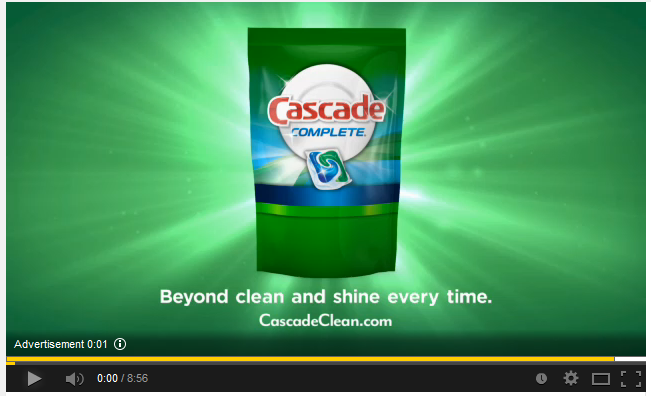 Cascade
COMPLETE.
Beyond clean and shine every time.
CascadeClean.com
Advertisement 0:01
0:00 / 8:56